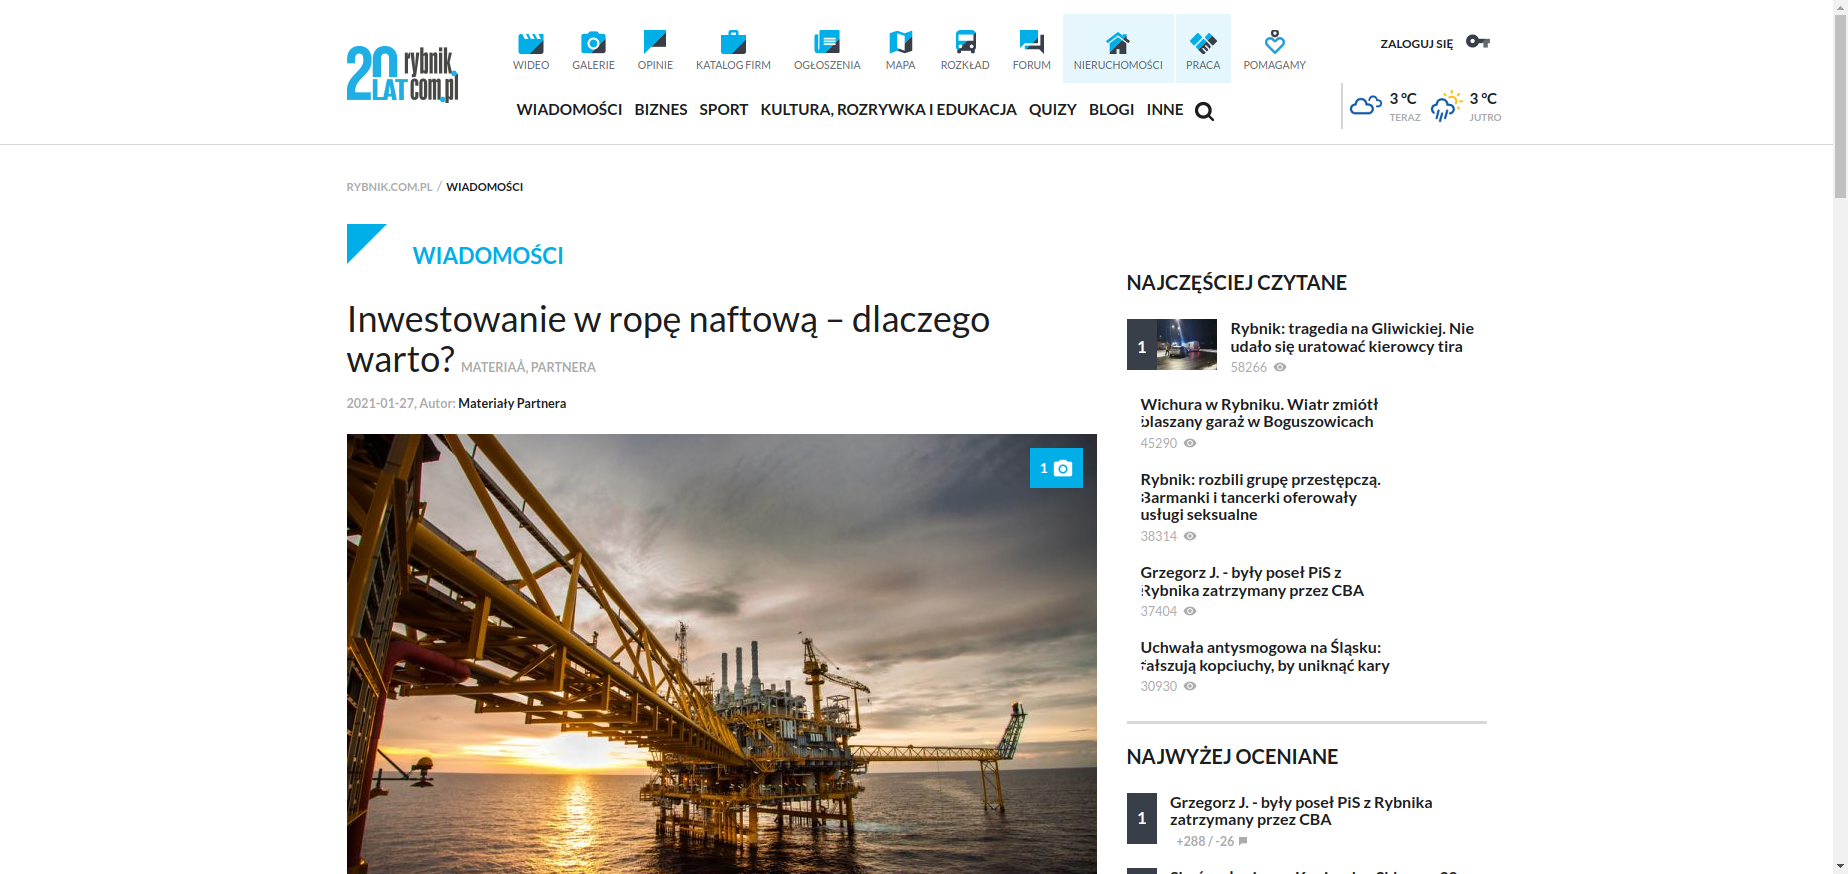 20 LAT rybnik.com.pl
WIDEO
GALERIE
OPINIE
KATALOG FIRM
OGŁOSZENIA
MAPA
ROZKŁAD
FORUM
NIERUCHOMOŚCI
PRACA
POMAGAMY
ZALOGUJ SIĘ
WIADOMOŚCI BIZNES SPORT KULTURA, ROZRYWKA I EDUKACJA QUIZY BLOGI INNE
3 °C
TERAZ
3 °C
JUTRO
RYBNIK.COM.PL / WIADOMOŚCI
WIADOMOŚCI
Inwestowanie w ropę naftową – dlaczego
warto? MATERIAÅ‚ PARTNERA
2021-01-27, Autor: Materiały Partnera
1
NAJCZĘŚCIEJ CZYTANE
1
Rybnik: tragedia na Gliwickiej. Nie
udało się uratować kierowcy tira
58266
Wichura w Rybniku. Wiatr zmiótł
blaszany garaż w Boguszowicach
45290
Rybnik: rozbili grupę przestępczą.
Barmanki i tancerki oferowały
usługi seksualne
38314
Grzegorz J. - były poseł PiS z
Rybnika zatrzymany przez CBA
37404
Uchwała antysmogowa na Śląsku:
fałszują kopciuchy, by uniknąć kary
30930
NAJWYŻEJ OCENIANE
1
Grzegorz J. - były poseł PiS z Rybnika
zatrzymany przez CBA
+288 / -26